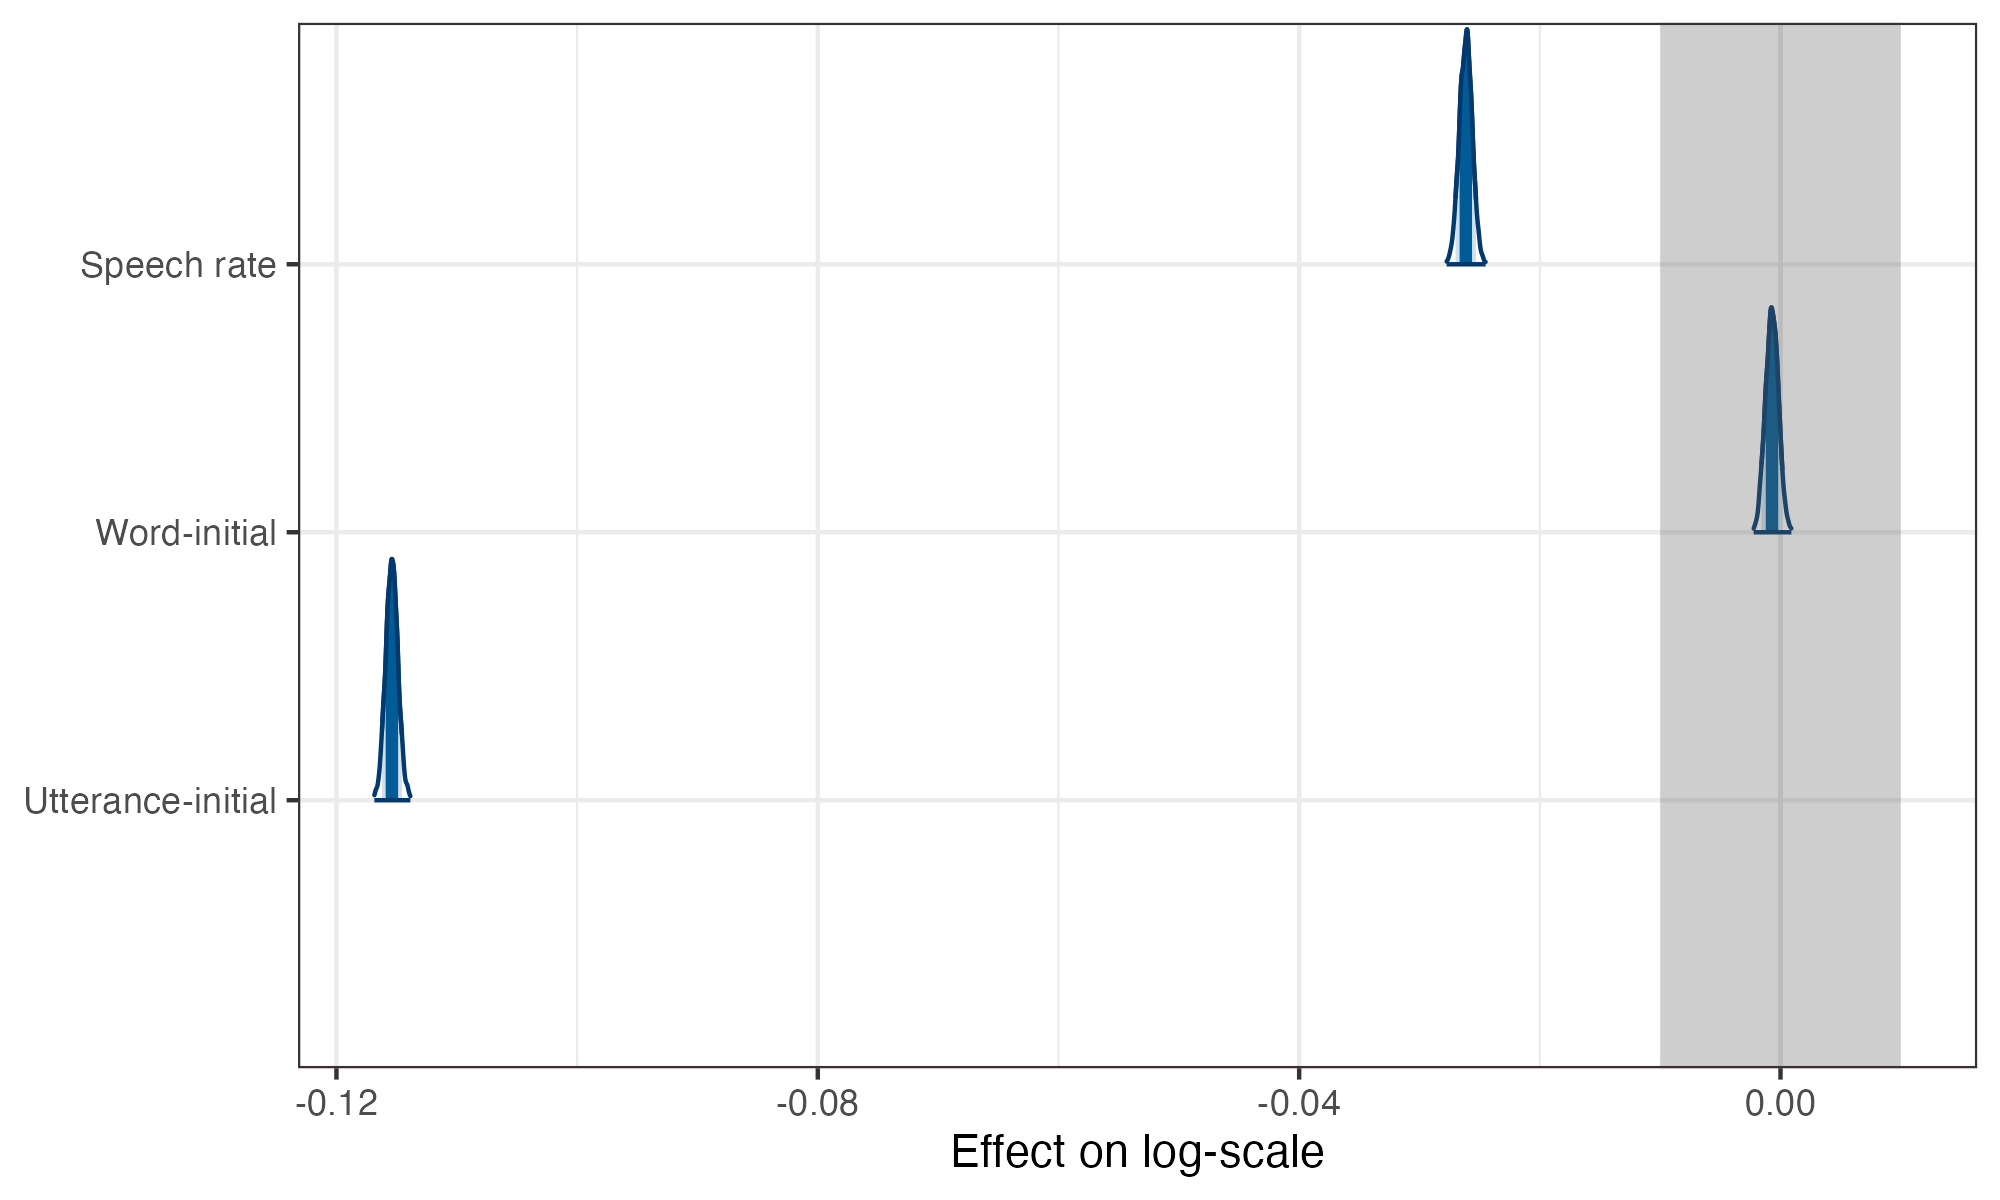 Speech rate
Word-initial
Utterance-initial
-0.12 -0.08 -0.04 0.00
Effect on log-scale